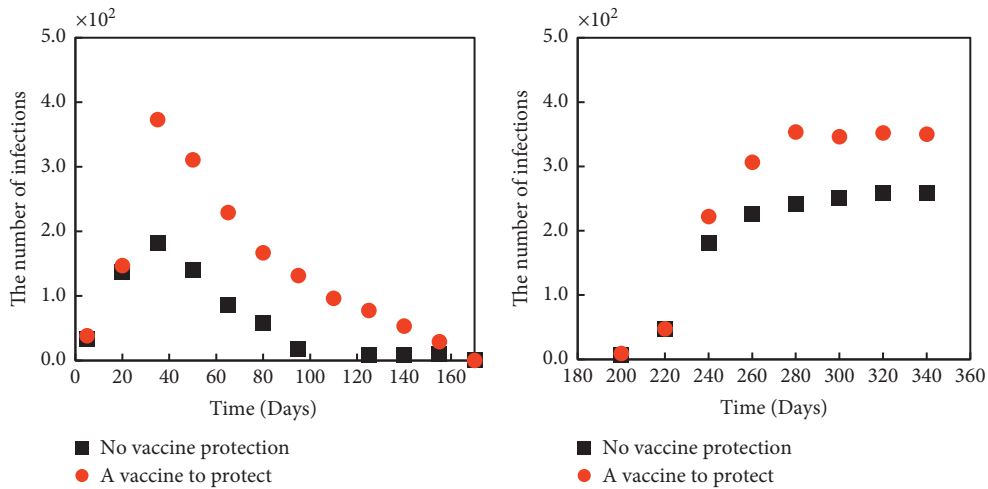 ×10²
5.0
4.0
3.0
2.0
1.0
0.0
The number of infections
0 20 40 60 80 100 120 140 160
Time (Days)
No vaccine protection
A vaccine to protect
×10²
5.0
4.0
3.0
2.0
1.0
0.0
The number of infections
180 200 220 240 260 280 300 320 340 360
Time (Days)
No vaccine protection
A vaccine to protect